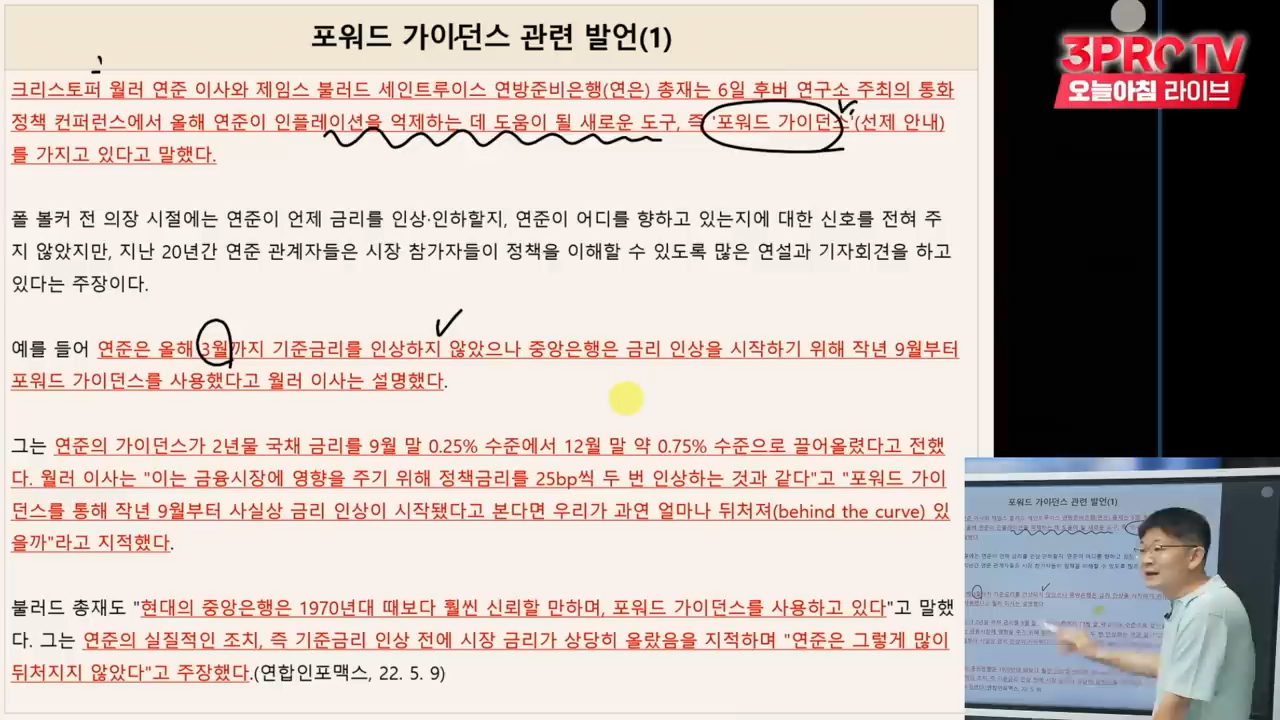 포워드 가이던스 관련 발언(1)
크리스토퍼 월러 연준 이사와 제임스 불러드 세인트루이스 연방준비은행(연은) 총재는 6일 후버 연구소 주최의 통화
정책 컨퍼런스에서 올해 연준이 인플레이션을 억제하는 데 도움이 될 새로운 도구, 즉 '포워드 가이던스'(선제 안내)
를 가지고 있다고 말했다.
폴 볼커 전 의장 시절에는 연준이 언제 금리를 인상·인하할지, 연준이 어디를 향하고 있는지에 대한 신호를 전혀 주
지 않았지만, 지난 20년간 연준 관계자들은 시장 참가자들이 정책을 이해할 수 있도록 많은 연설과 기자회견을 하고
있다는 주장이다.
예를 들어 연준은 올해 3월까지 기준금리를 인상하지 않았으나 중앙은행은 금리 인상을 시작하기 위해 작년 9월부터
포워드 가이던스를 사용했다고 월러 이사는 설명했다.
그는 연준의 가이던스가 2년물 국채 금리를 9월 말 0.25% 수준에서 12월 말 약 0.75% 수준으로 끌어올렸다고 전했
다. 월러 이사는 "이는 금융시장에 영향을 주기 위해 정책금리를 25bp씩 두 번 인상하는 것과 같다"고 "포워드 가이
던스를 통해 작년 9월부터 사실상 금리 인상이 시작됐다고 본다면 우리가 과연 얼마나 뒤처져(behind the curve) 있
을까"라고 지적했다.
불러드 총재도 "현대의 중앙은행은 1970년대 때보다 훨씬 신뢰할 만하며, 포워드 가이던스를 사용하고 있다"고 말했
다. 그는 연준의 실질적인 조치, 즉 기준금리 인상 전에 시장 금리가 상당히 올랐음을 지적하며 "연준은 그렇게 많이
뒤처지지 않았다"고 주장했다.(연합인포맥스, 22. 5. 9)
3PRO TV
오늘아침 라이브
포워드 가이던스 관련 발언(1)